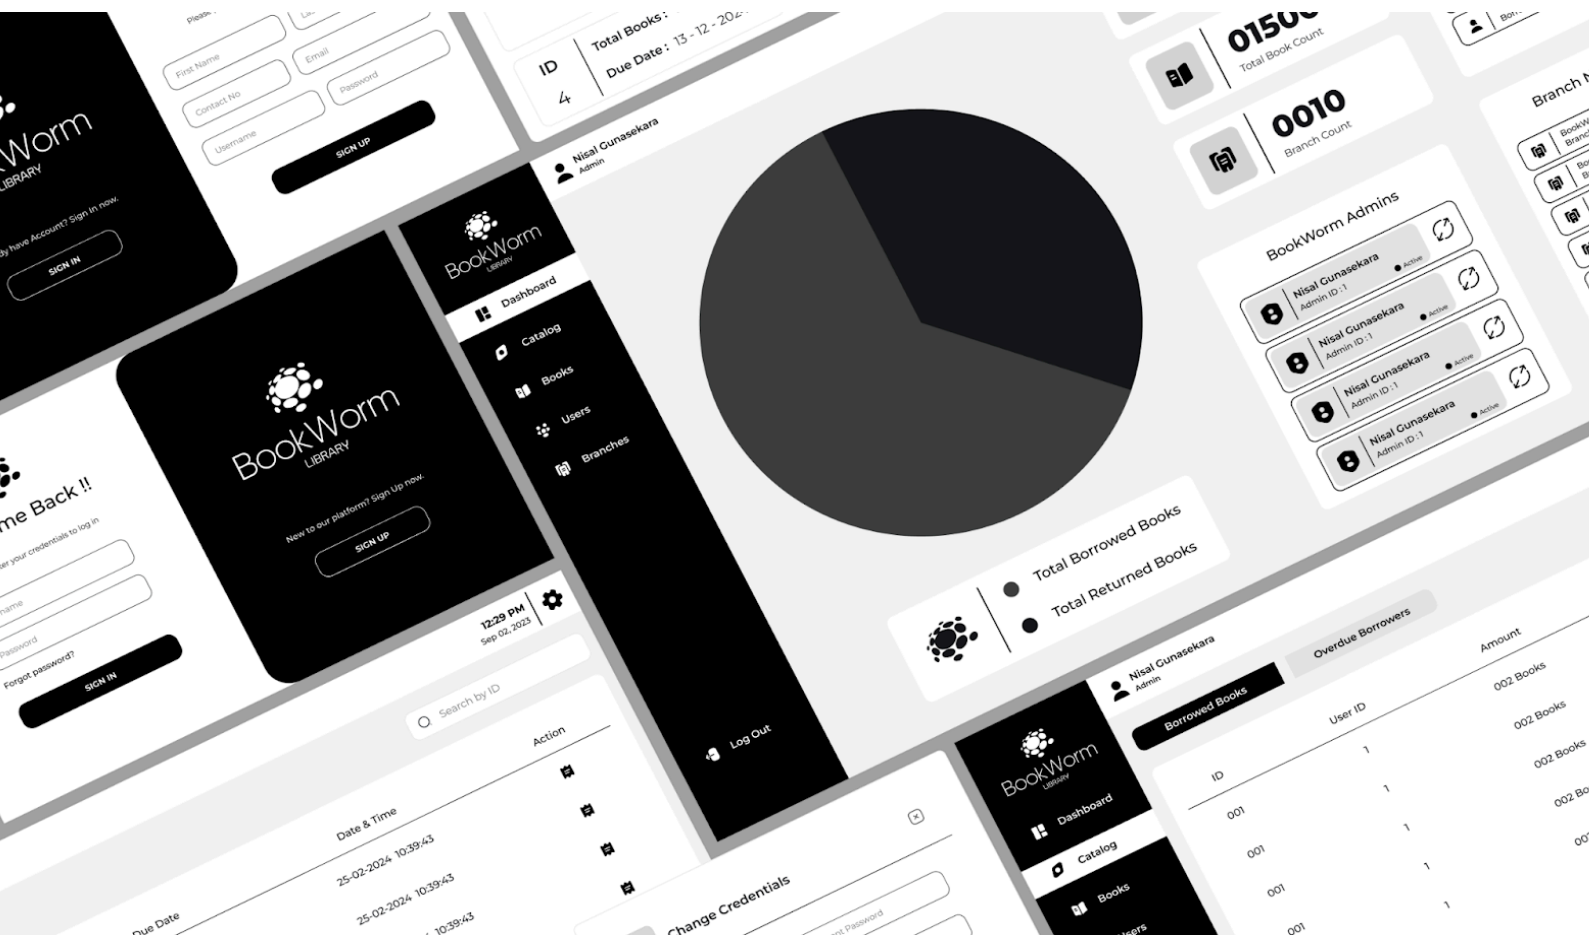 Please
First Name
Contact No
Email
Username
Password
SIGN UP
LIBRARY
have Account? Sign In now.
SIGN IN
ID
4
Total Books :
Due Date : 13 - 12 -
Nisal Gunasekara
Admin
BookWorm
LIBRARY
Dashboard
Catalog
Books
Users
Branches
Log Out
Total Borrowed Books
Total Returned Books
Total Book Count
0010
Branch Count
BookWorm Admins
Nisal Gunasekara
Admin ID : 1
Active
Nisal Gunasekara
Admin ID : 1
Active
Nisal Gunasekara
Admin ID : 1
Active
Nisal Gunasekara
Admin ID : 1
Active
Branch
BookWorm
LIBRARY
New to our platform? Sign Up now.
SIGN UP
Back !!
your credentials to log in
Password
Forgot password?
SIGN IN
12:29 PM
Sep 02, 2023
Search by ID
Due Date
Date & Time
Action
25-02-2024 10:39:43
25-02-2024 10:39:43
10:39:43
Change Credentials
Password
Nisal Gunasekara
Admin
BookWorm
LIBRARY
Dashboard
Catalog
Books
Borrowed Books
Overdue Borrowers
ID
User ID
Amount
001
1
002 Books
001
1
002 Books
001
1
002 Books
001
1
1